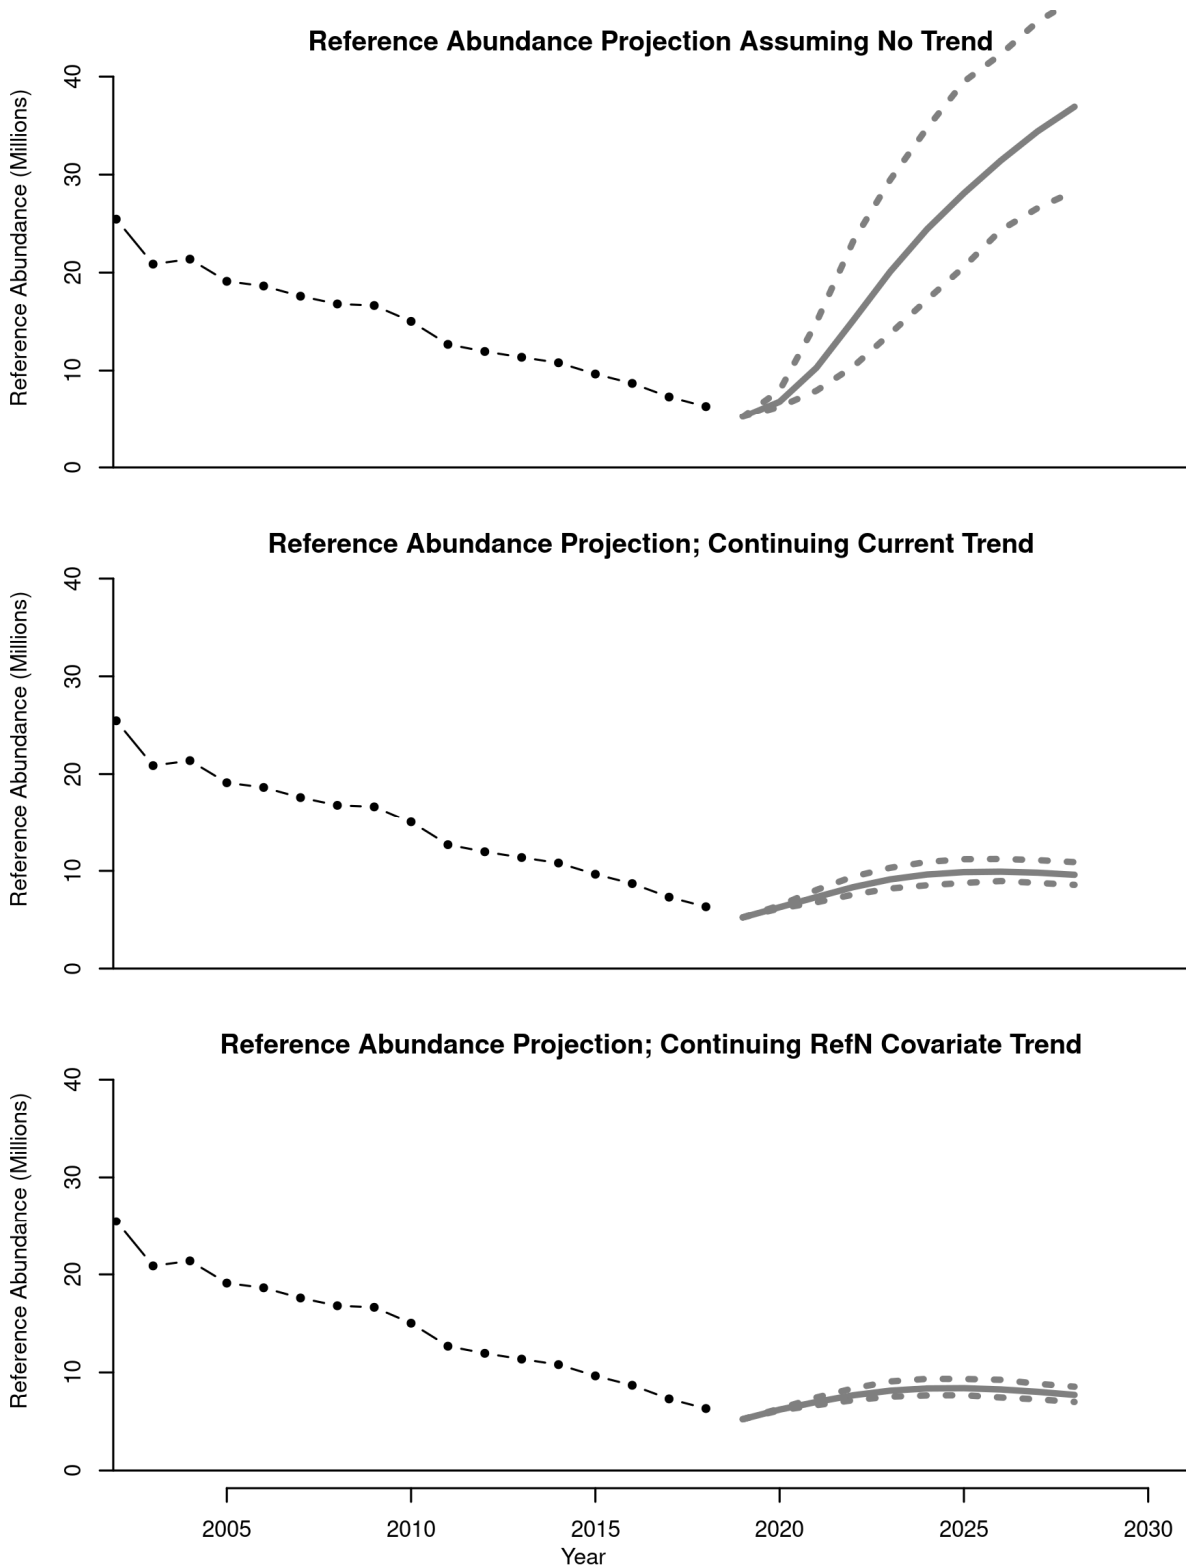 Reference Abundance Projection Assuming No Trend
Reference Abundance (Millions)
40
30
20
10
0
Reference Abundance Projection; Continuing Current Trend
Reference Abundance (Millions)
40
30
20
10
0
Reference Abundance Projection; Continuing RefN Covariate Trend
Reference Abundance (Millions)
40
30
20
10
0
2005 2010 2015 2020 2025 2030
Year